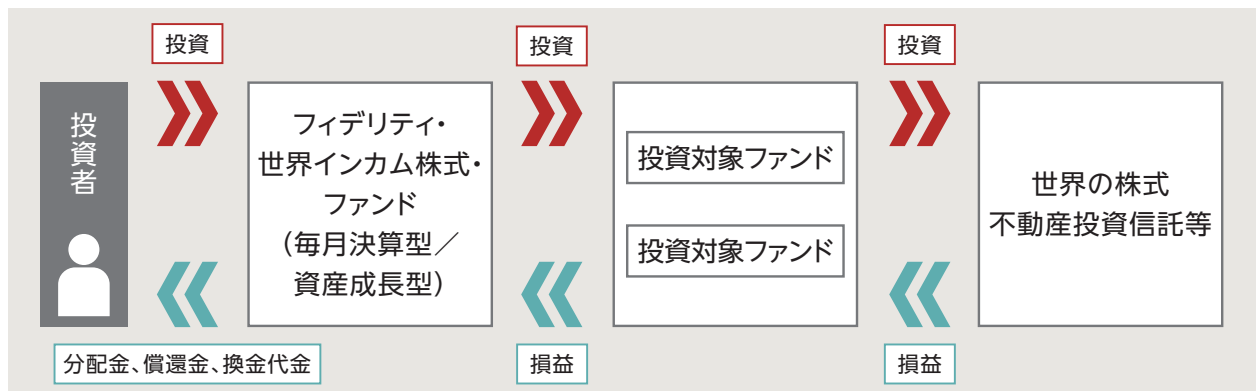 投資
投資
投資
投資者
フィデリティ・
世界インカム株式・
ファンド
（毎月決算型／
資産成長型）
投資対象ファンド
投資対象ファンド
世界の株式
不動産投資信託等
分配金、償還金、換金代金
損益
損益